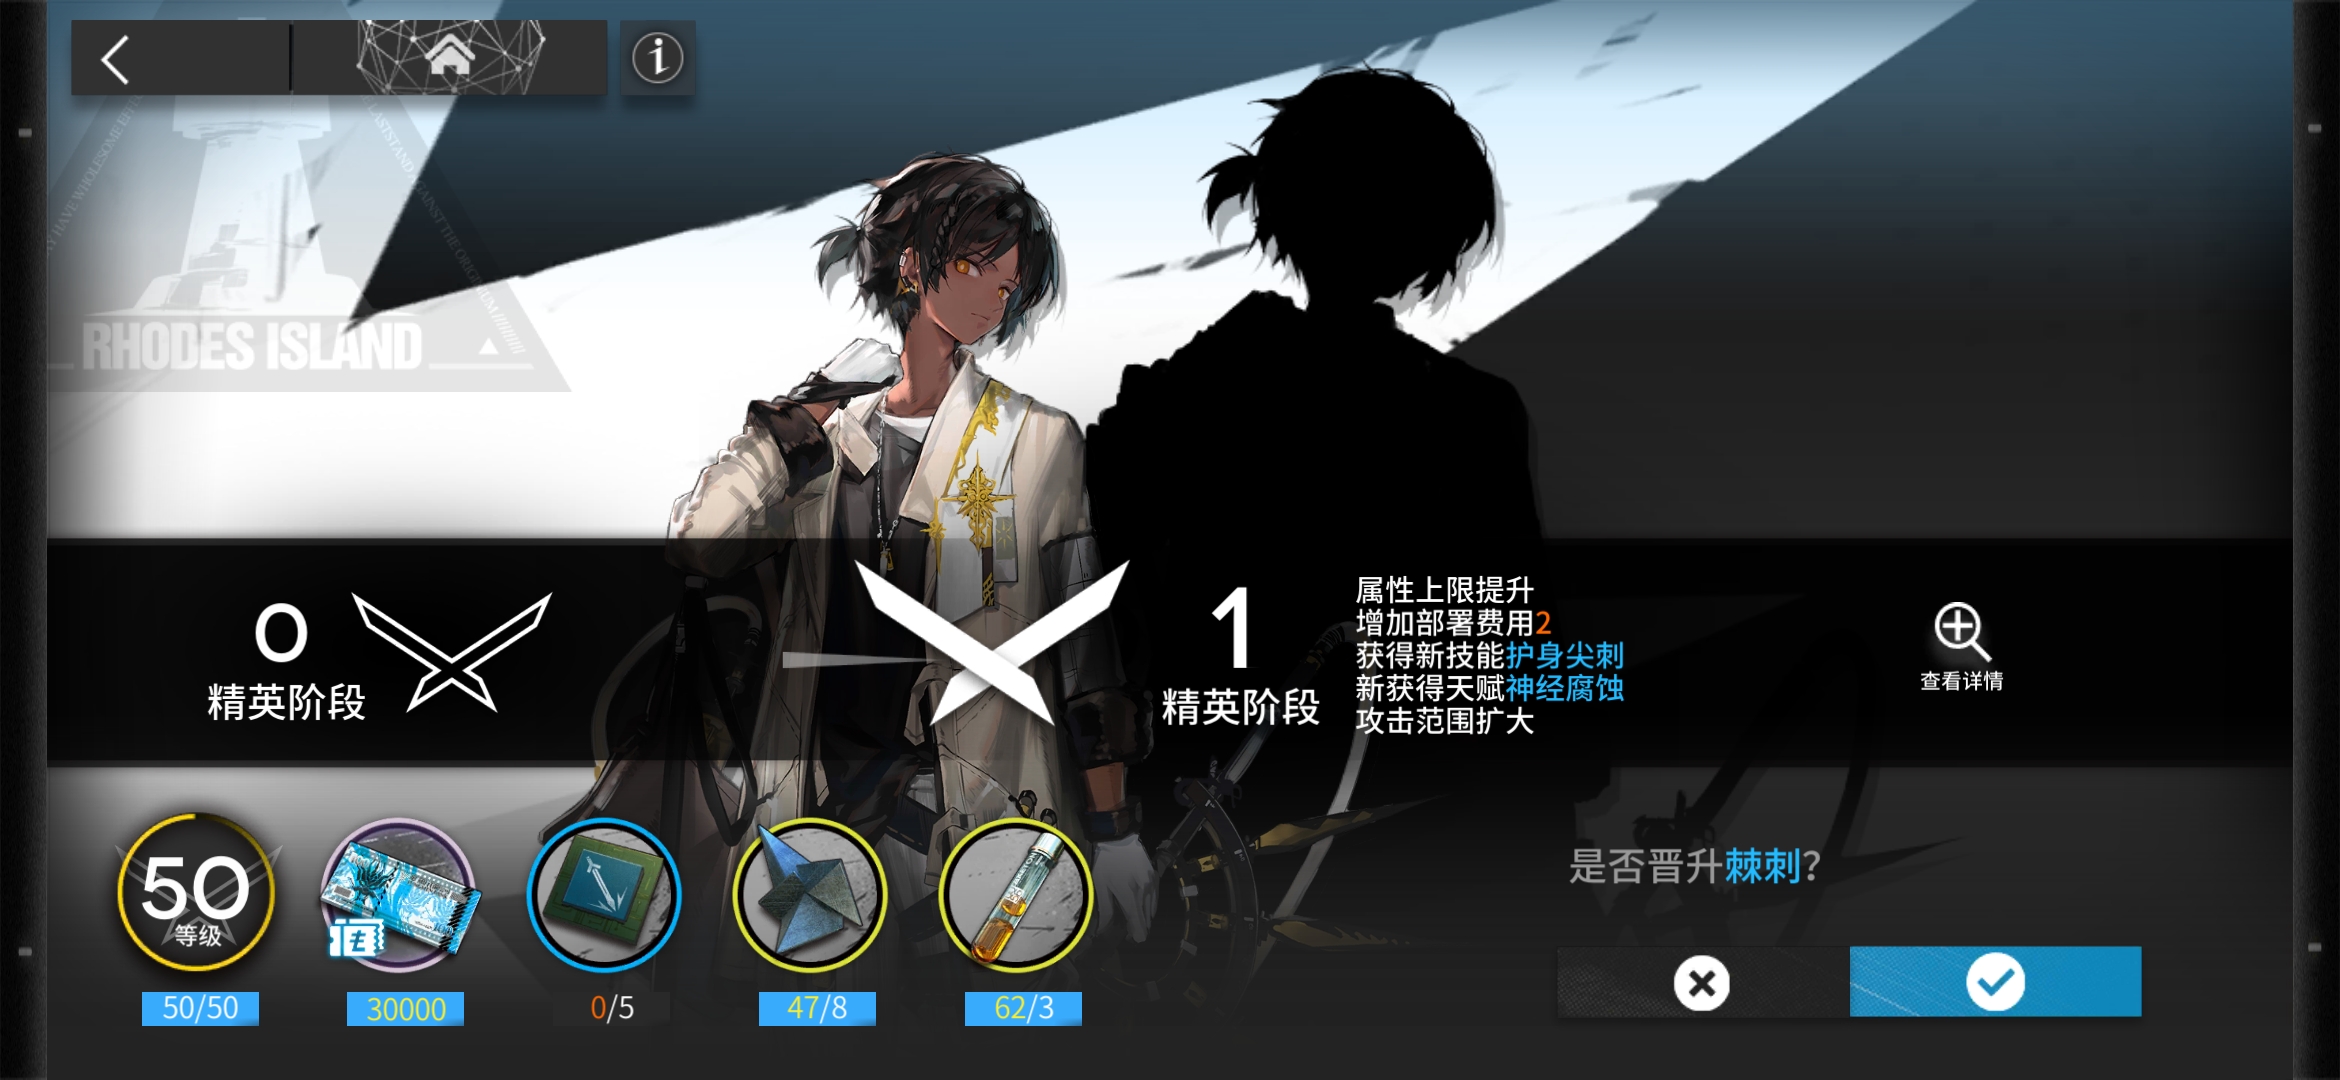 RHODES ISLAND
0
精英阶段
1
精英阶段
属性上限提升
增加部署费用2
获得新技能护身尖刺
新获得天赋神经腐蚀
攻击范围扩大
查看详情
50
等级
50/50
30000
0/5
47/8
62/3
是否晋升棘刺？